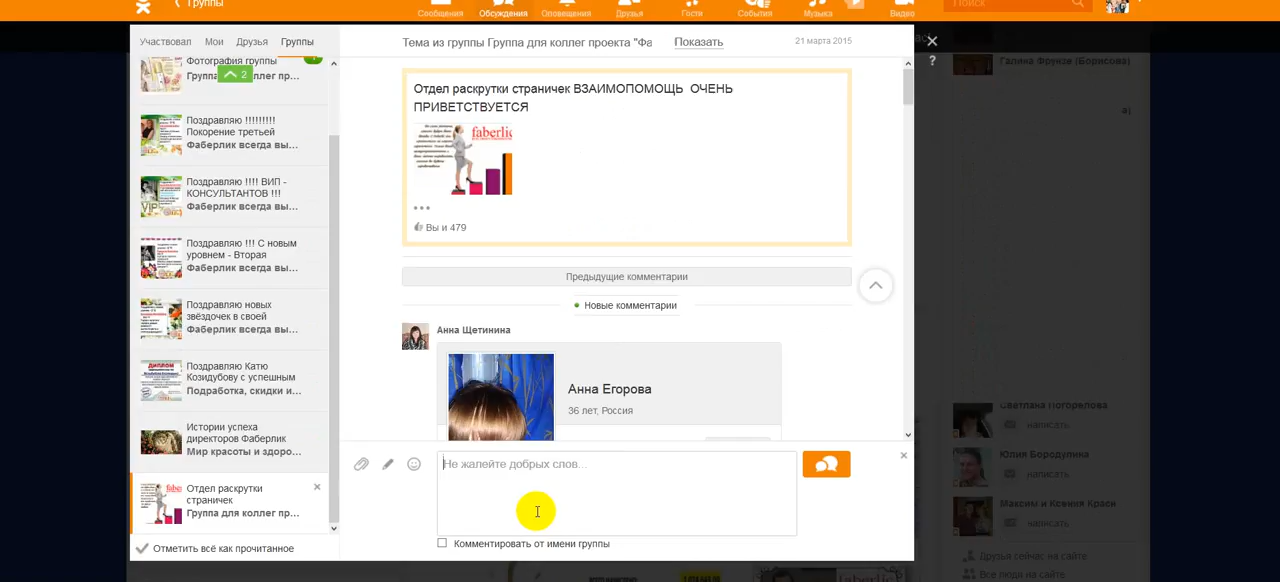 Группы
Сообщения Обсуждения Оповещения Друзья Гости События Музыка Видео
Поиск
Участвовал Мои Друзья Группы
Фотография группы
Группа
лег пр...
2
Поздравляю !!!!!!!!!
Покорение третьей
Фаберлик всегда вы...
Поздравляю !!!! ВИП -
КОНСУЛЬТАНТОВ !!!
Фаберлик всегда вы...
Поздравляю !!! С новым
уровнем - Вторая
Фаберлик всегда вы...
Поздравляю новых
звёздочек в своей
Фаберлик всегда вы...
Поздравляю Катю
Козидубову с успешным
Подработка, скидки и...
Истории успеха
директоров Фаберлик
Мир красоты и здоро...
Отдел раскрутки
страничек
Группа для коллег пр...
Отметить всё как прочитанное
Тема из группы Группа для коллег проекта "Фа
Показать
21 марта 2015
Отдел раскрутки страничек ВЗАИМОПОМОЩЬ ОЧЕНЬ
ПРИВЕТСТВУЕТСЯ
faberlic
Вы и 479
Предыдущие комментарии
Новые комментарии
Анна Щетинина
Анна Егорова
36 лет, Россия
Не жалейте добрых слов...
Комментировать от имени группы
?
Галина Фрунза (Борисова)
Светлана Погорелова
написать
Юлия Бородулина
написать
Максим и Ксения Краси
написать
Друзья сейчас на сайте
Все люди на сайте